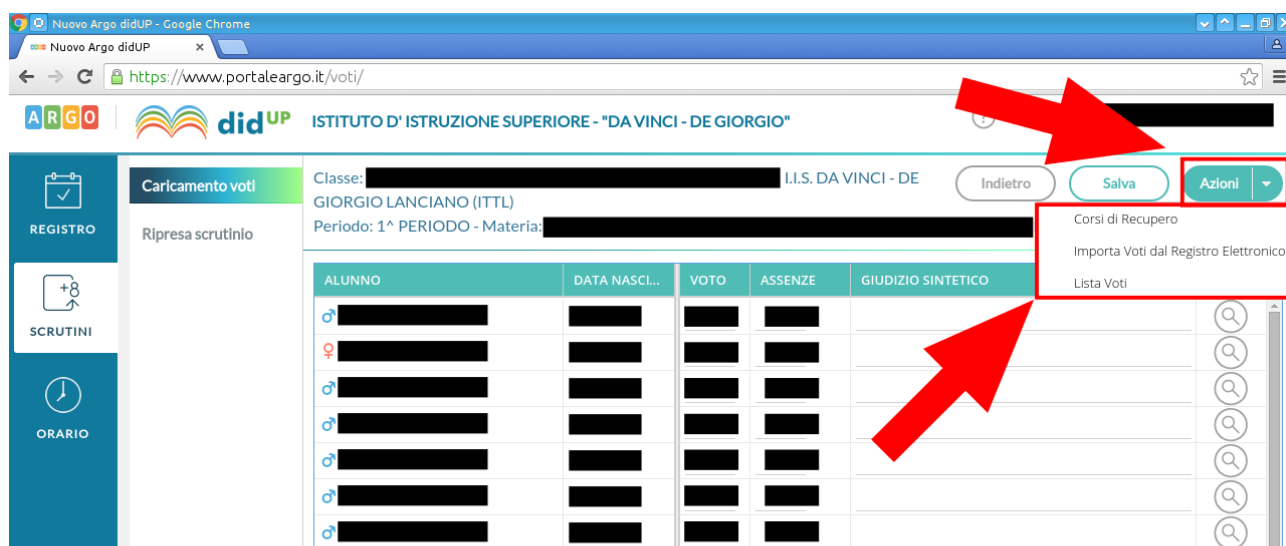 Nuovo Argo didUP - Google Chrome
Nuovo Argo didUP x
https://www.portaleargo.it/voti/
ARGO didUP ISTITUTO D' ISTRUZIONE SUPERIORE - "DA VINCI - DE GIORGIO"
REGISTRO
SCRUTINI
+8
ORARIO
Caricamento voti
Ripresa scrutinio
Classe: I.I.S. DA VINCI - DE
GIORGIO LANCIANO (ITTL)
Periodo: 1^ PERIODO - Materia:
Indietro Salva Azioni
Corsi di Recupero
Importa Voti dal Registro Elettronico
Lista Voti
ALUNNO DATA NASCI... VOTO ASSENZE GIUDIZIO SINTETICO